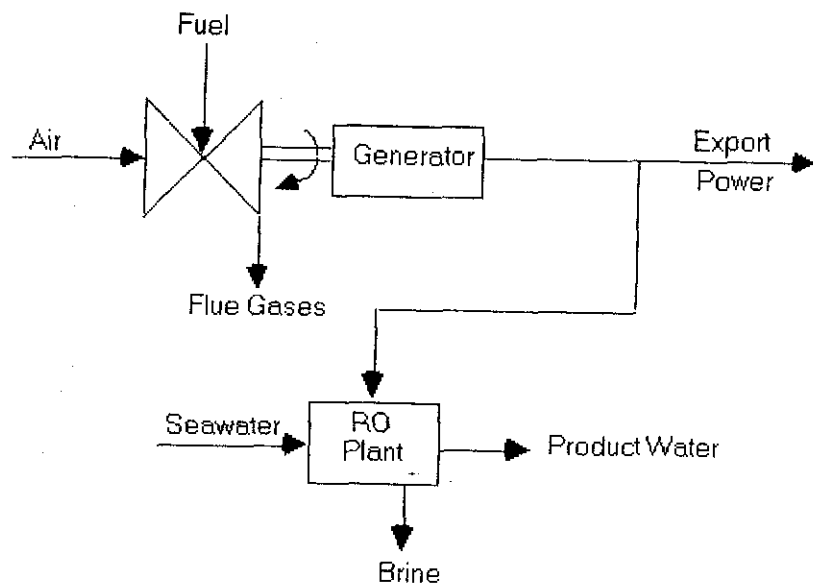 Fuel
Air
Generator
Export
Power
Flue Gases
Seawater
RO
Plant
Product Water
Brine